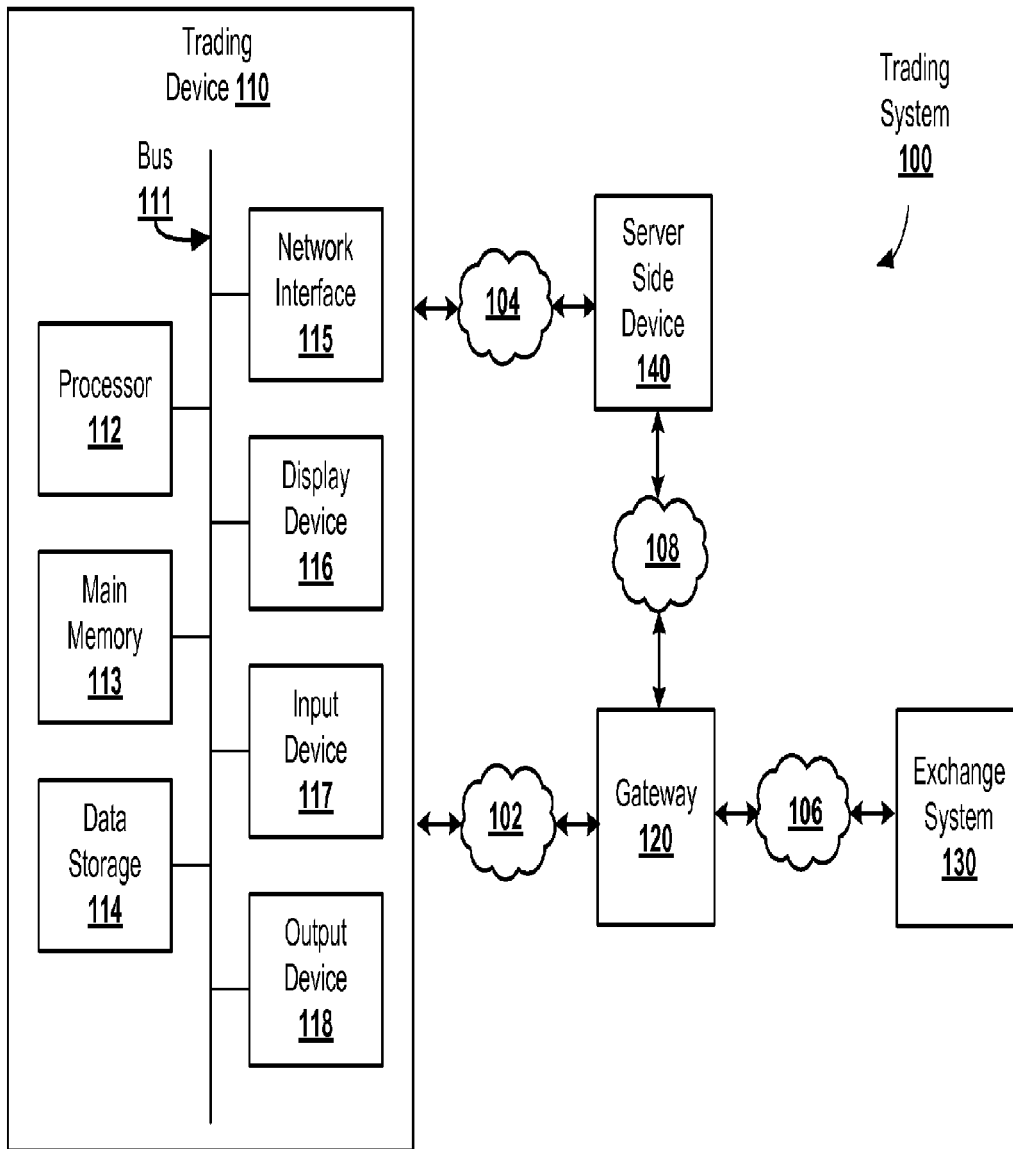 Trading
Device 110
Bus
111
Network
Interface
115
Processor
112
Display
Device
116
Main
Memory
113
Input
Device
117
Data
Storage
114
Output
Device
118
104
Server
Side
Device
140
Trading
System
100
108
102
Gateway
120
106
Exchange
System
130